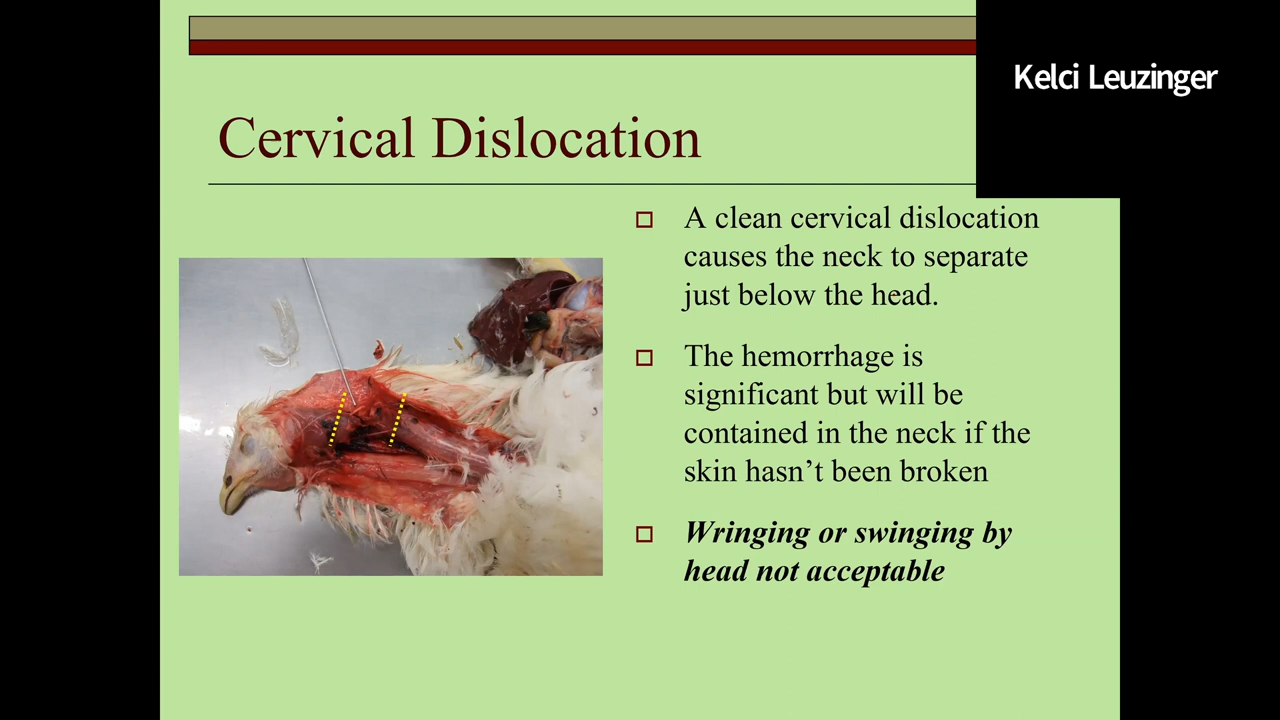 Kelci Leuzinger
Cervical Dislocation
A clean cervical dislocation
causes the neck to separate
just below the head.
The hemorrhage is
significant but will be
contained in the neck if the
skin hasn’t been broken
Wringing or swinging by
head not acceptable